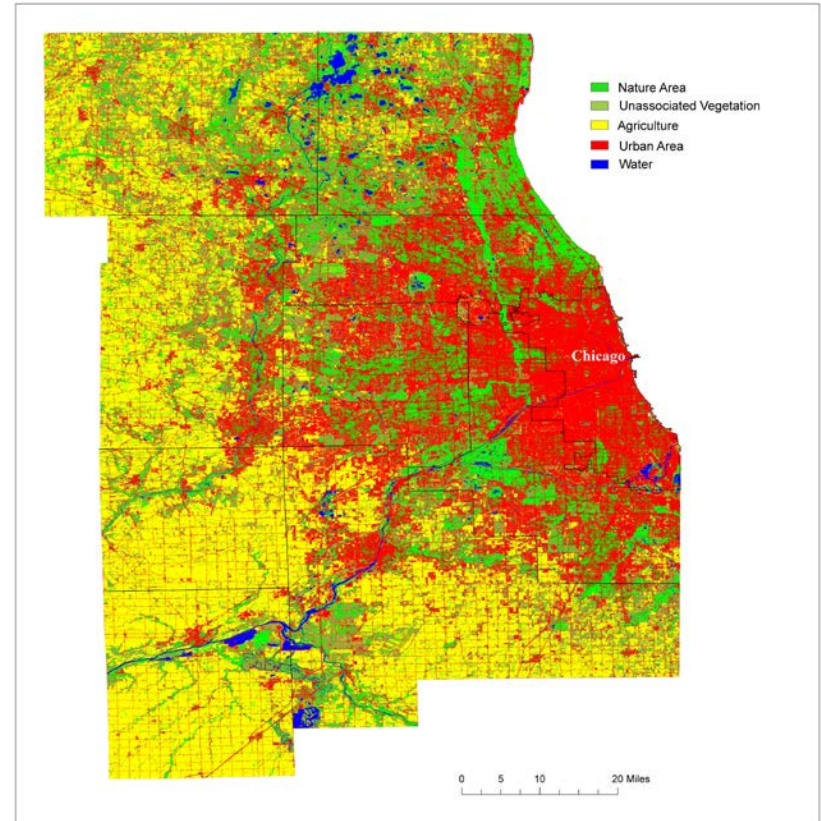 Nature Area
Unassociated Vegetation
Agriculture
Urban Area
Water
Chicago
0 5 10 20 Miles